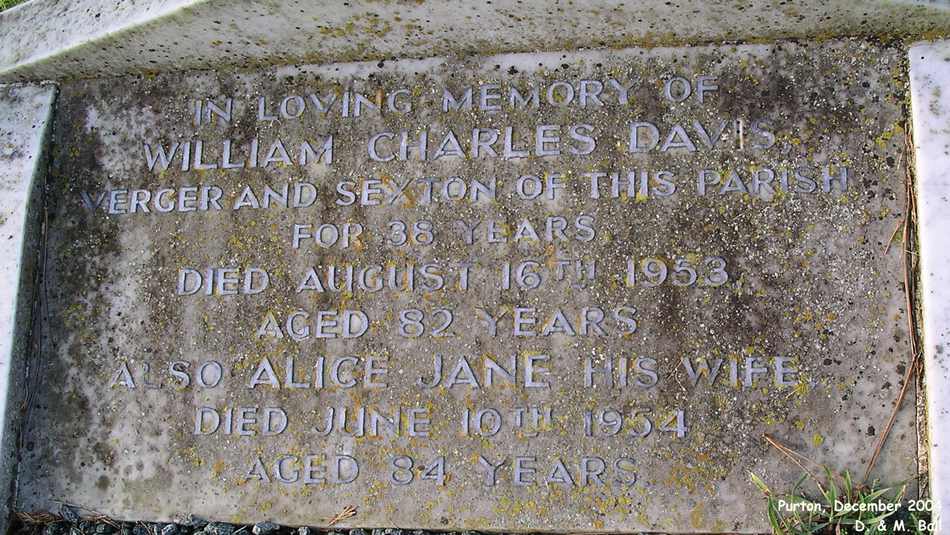 IN LOVING MEMORY OF
WILLIAM CHARLES DAVIS
VERGER AND SEXTON OF THIS PARISH
FOR 38 YEARS
DIED AUGUST 16TH 1953,
AGED 82 YEARS
ALSO ALICE JANE HIS WIFE,
DIED JUNE 10TH 1954
AGED 84 YEARS.
Purton, December
D. & M. Ball